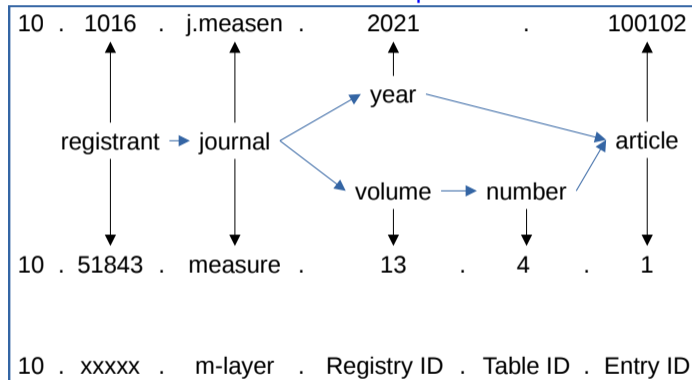 10 . 1016 . j.measen . 2021 . 100102
year
registrant journal article
volume number
10 . 51843 . measure . 13 . 4 . 1
10 . xxxxx . m-layer . Registry ID . Table ID . Entry ID